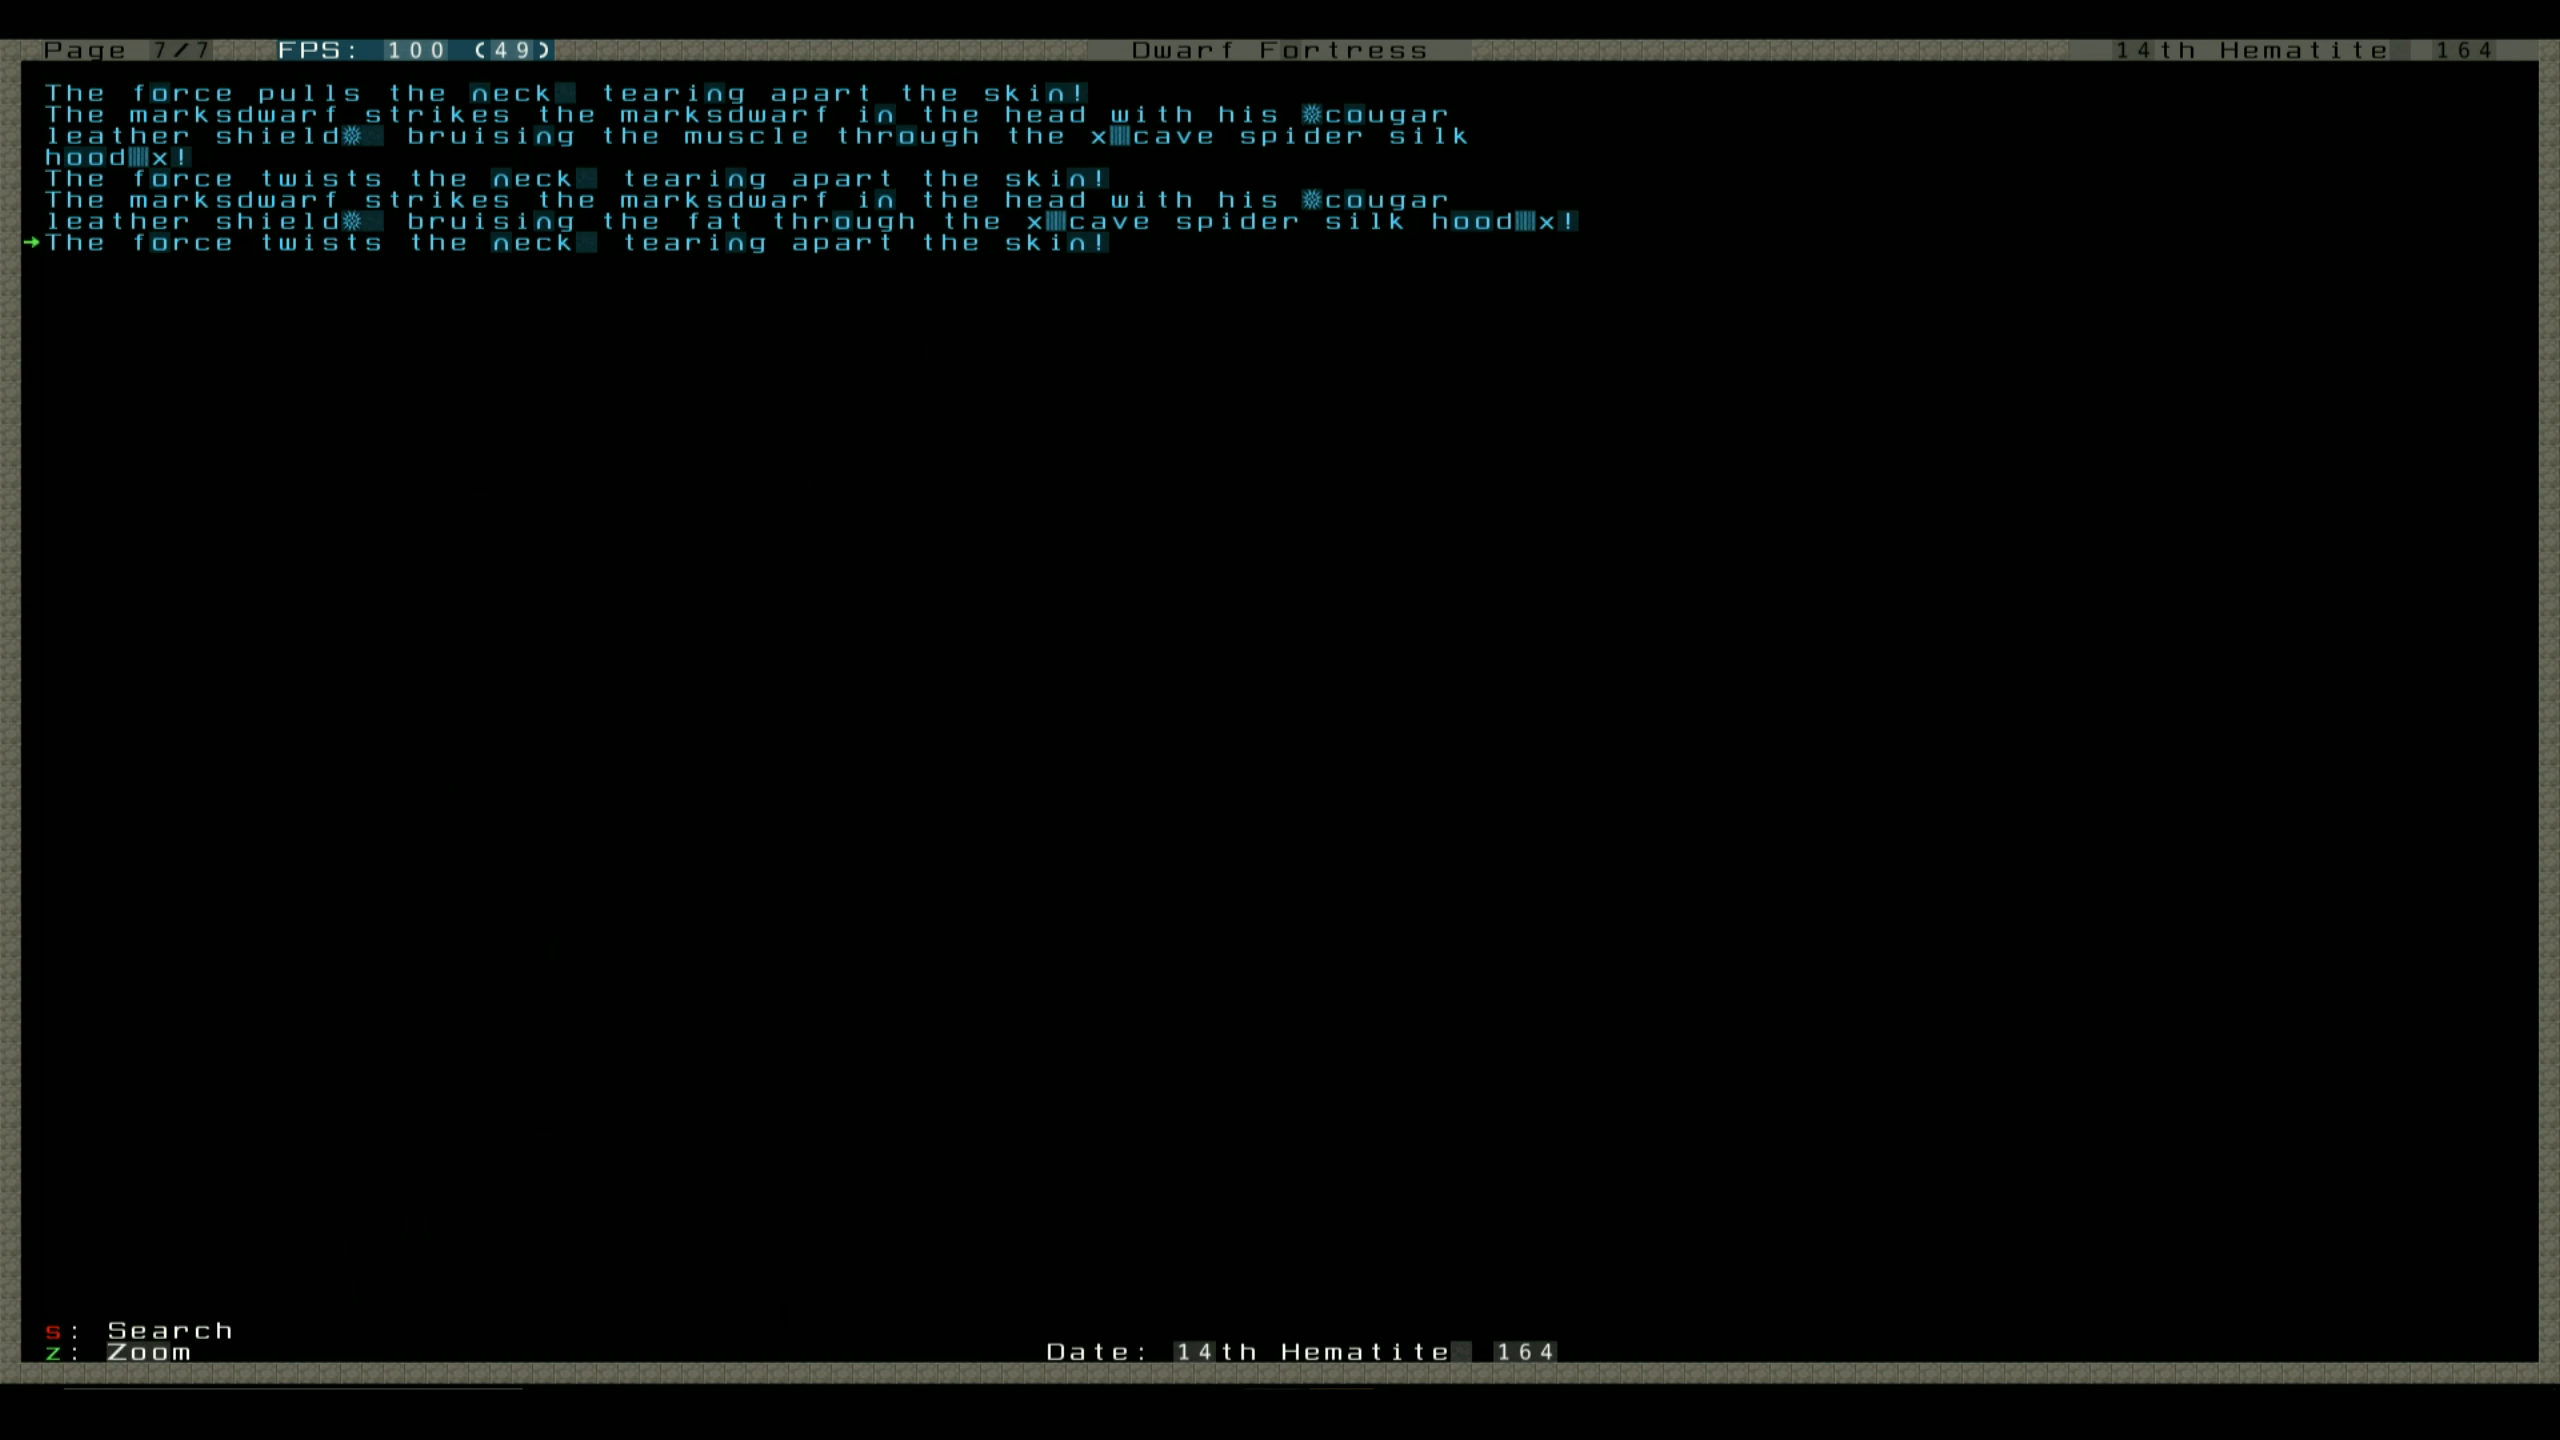 Page 7/7 FPS: 100 (49) Dwarf Fortress 14th Hematite 164
The force pulls the neck tearing apart the skin!
The marksdwarf strikes the marksdwarf in the head with his ☼cougar
leather shield☼ bruising the muscle through the x▒cave spider silk
hood▒x!
The force twists the neck tearing apart the skin!
The marksdwarf strikes the marksdwarf in the head with his ☼cougar
leather shield☼ bruising the fat through the x▒cave spider silk hood▒x!
→The force twists the neck tearing apart the skin!
s: Search
z: Zoom Date: 14th Hematite 164